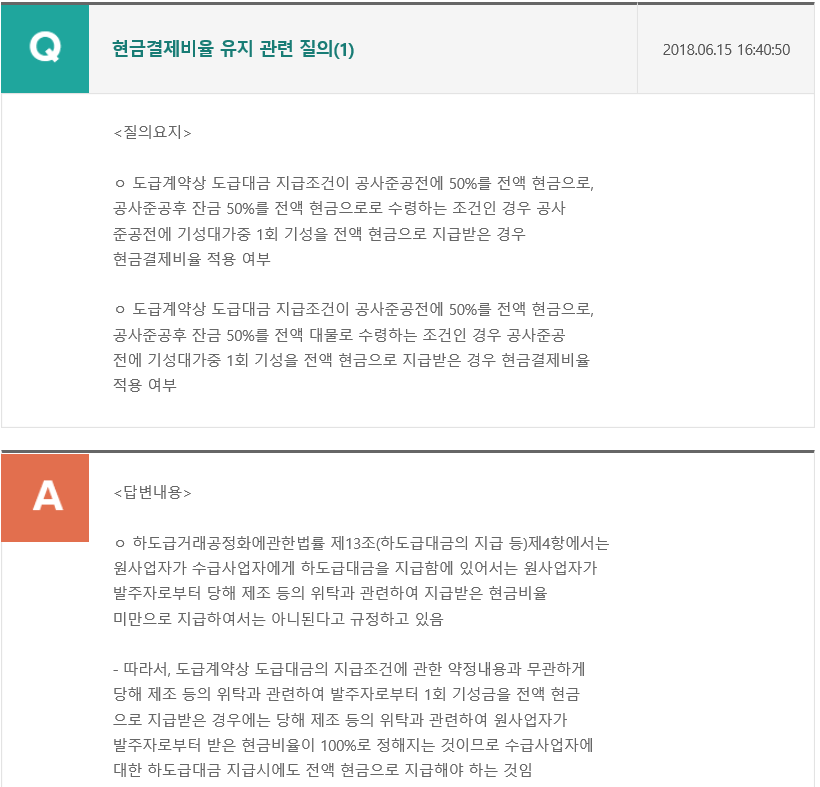 Q
현금결제비율 유지 관련 질의(1)
2018.06.15 16:40:50
<질의요지>
ㅇ 도급계약상 도급대금 지급조건이 공사준공전에 50%를 전액 현금으로,
공사준공후 잔금 50%를 전액 현금으로로 수령하는 조건인 경우 공사
준공전에 기성대가중 1회 기성을 전액 현금으로 지급받은 경우
현금결제비율 적용 여부
ㅇ 도급계약상 도급대금 지급조건이 공사준공전에 50%를 전액 현금으로,
공사준공후 잔금 50%를 전액 대물로 수령하는 조건인 경우 공사준공
전에 기성대가중 1회 기성을 전액 현금으로 지급받은 경우 현금결제비율
적용 여부
A
<답변내용>
ㅇ 하도급거래공정화에관한법률 제13조(하도급대금의 지급 등)제4항에서는
원사업자가 수급사업자에게 하도급대금을 지급함에 있어서는 원사업자가
발주자로부터 당해 제조 등의 위탁과 관련하여 지급받은 현금비율
미만으로 지급하여서는 아니된다고 규정하고 있음
- 따라서, 도급계약상 도급대금의 지급조건에 관한 약정내용과 무관하게
당해 제조 등의 위탁과 관련하여 발주자로부터 1회 기성금을 전액 현금
으로 지급받은 경우에는 당해 제조 등의 위탁과 관련하여 원사업자가
발주자로부터 받은 현금비율이 100%로 정해지는 것이므로 수급사업자에
대한 하도급대금 지급시에도 전액 현금으로 지급해야 하는 것임